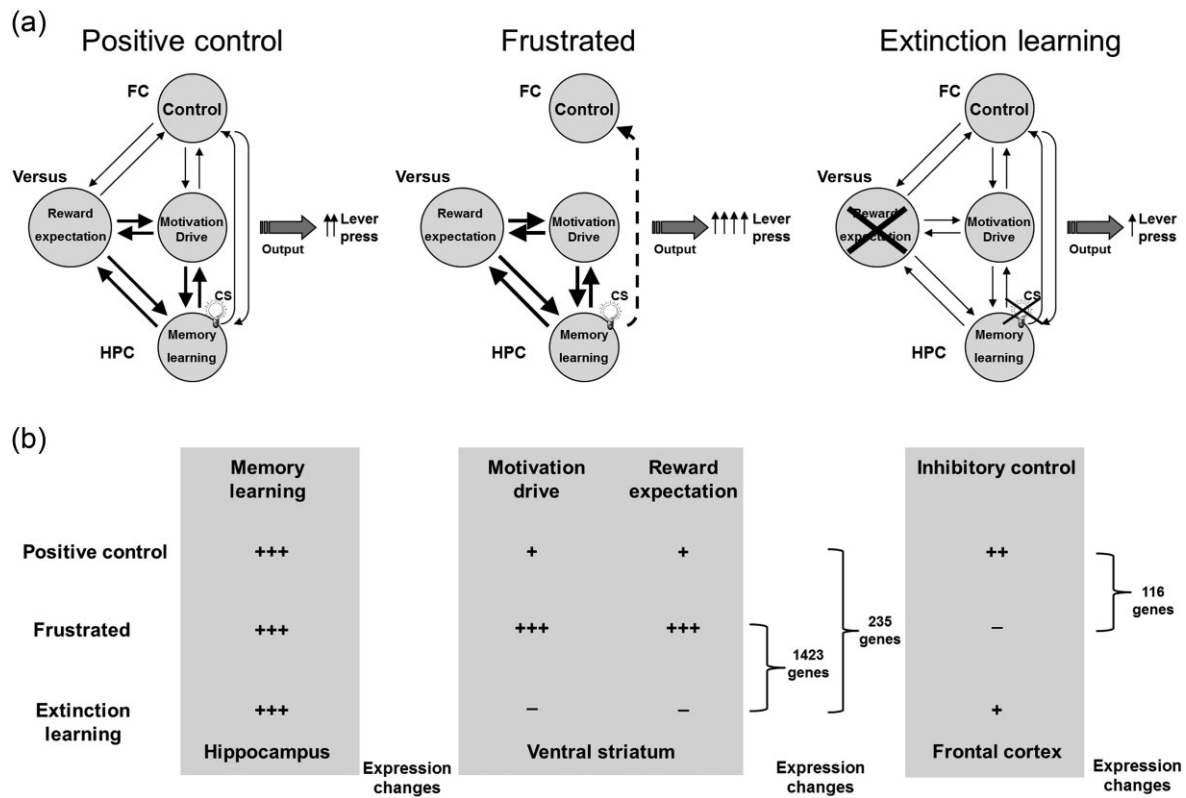 (a)
Positive control
Frustrated
Extinction learning
FC
Control
Versus
Reward
expectation
Motivation
Drive
Output
Lever
press
CS
Memory
learning
HPC
FC
Control
Versus
Reward
expectation
Motivation
Drive
Output
Lever
press
CS
Memory
learning
HPC
FC
Control
Versus
Reward
expectation
Motivation
Drive
Output
Lever
press
CS
Memory
learning
HPC
(b)
Memory
learning
Motivation
drive
Reward
expectation
Inhibitory control
Positive control
+++
+
+
++
Frustrated
+++
+++
+++
–
Extinction
learning
+++
–
–
+
1423
genes
235
genes
116
genes
Hippocampus
Expression
changes
Ventral striatum
Expression
changes
Frontal cortex
Expression
changes